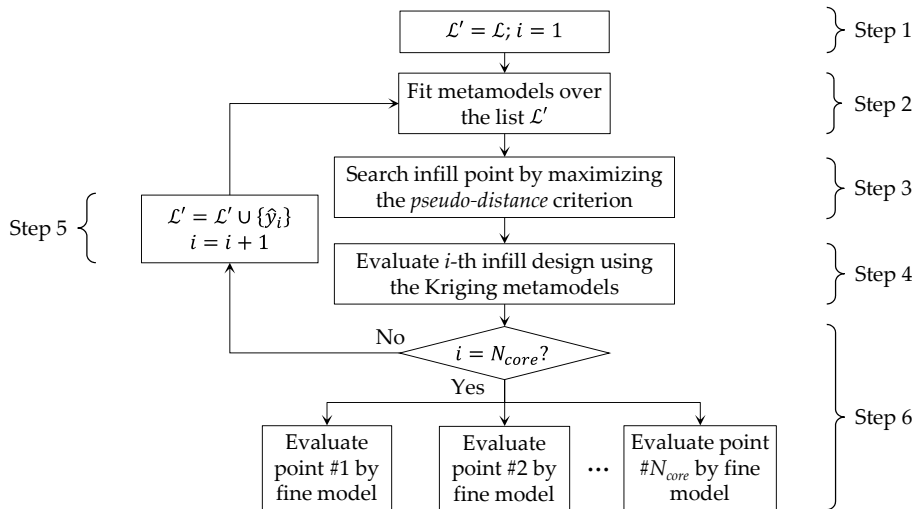 ℒ′ = ℒ; i = 1
Step 1
Fit metamodels over
the list ℒ′
Step 2
Search infill point by maximizing
the pseudo-distance criterion
Step 3
Step 5
ℒ′ = ℒ′ ∪ {ŷᵢ}
i = i + 1
Evaluate i-th infill design using
the Kriging metamodels
Step 4
No
i = N_core?
Yes
Step 6
Evaluate
point #1 by
fine model
Evaluate
point #2 by
fine model
...
Evaluate point
#N_core by fine
model